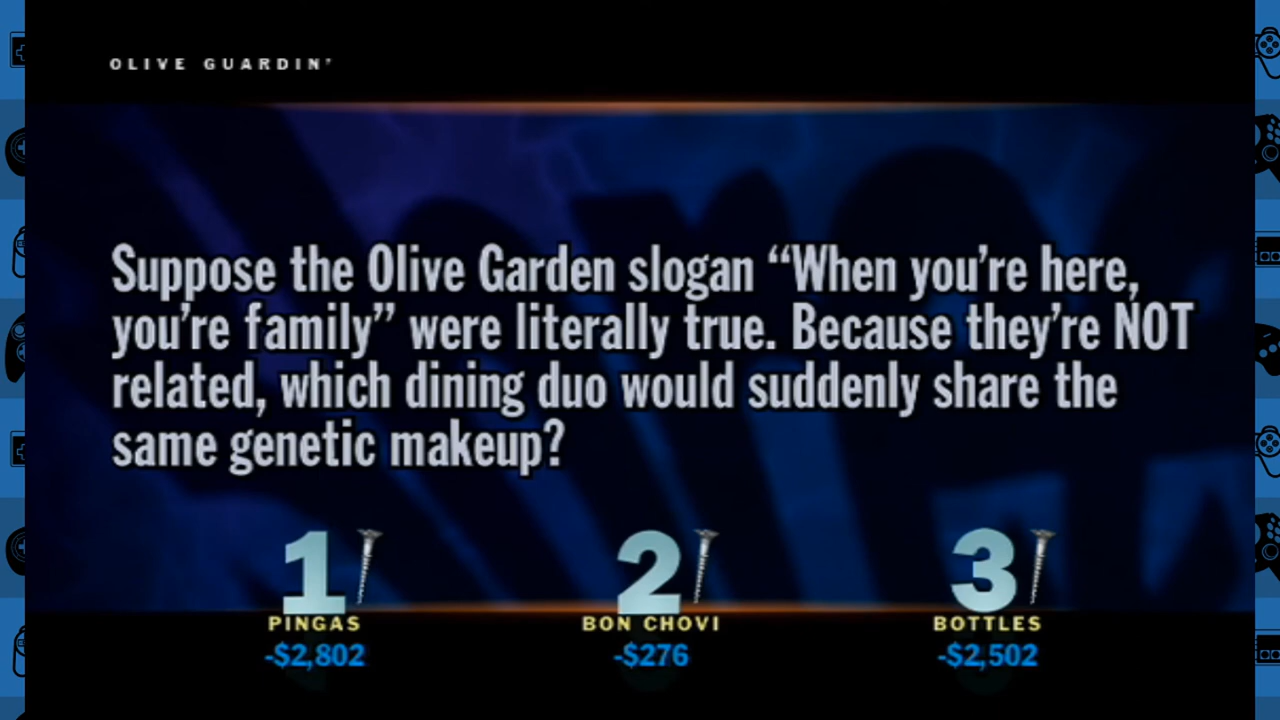 OLIVE GUARDIN'
Suppose the Olive Garden slogan “When you’re here,
you’re family” were literally true. Because they’re NOT
related, which dining duo would suddenly share the
same genetic makeup?
1 2 3
PINGAS BON CHOVI BOTTLES
-$2,802 -$276 -$2,502